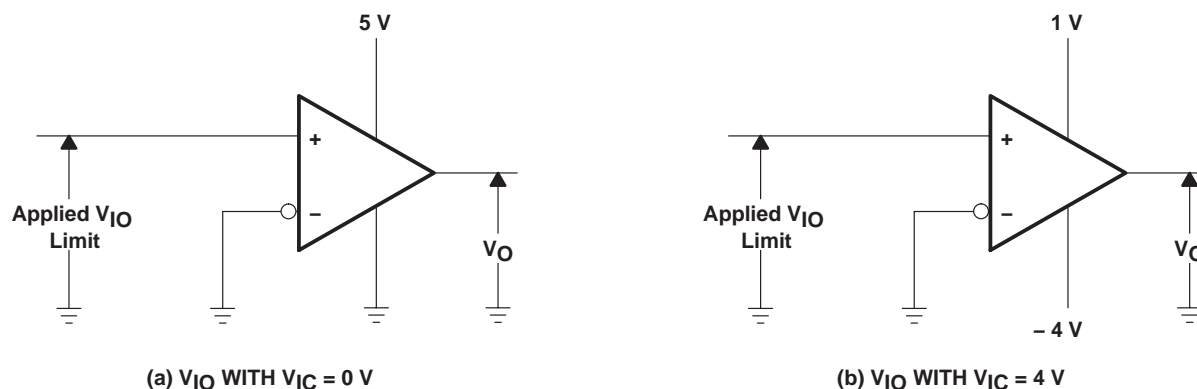 5 V
+
−
Applied VIO
Limit
VO
(a) VIO WITH VIC = 0 V
1 V
+
−
Applied VIO
Limit
VO
− 4 V
(b) VIO WITH VIC = 4 V